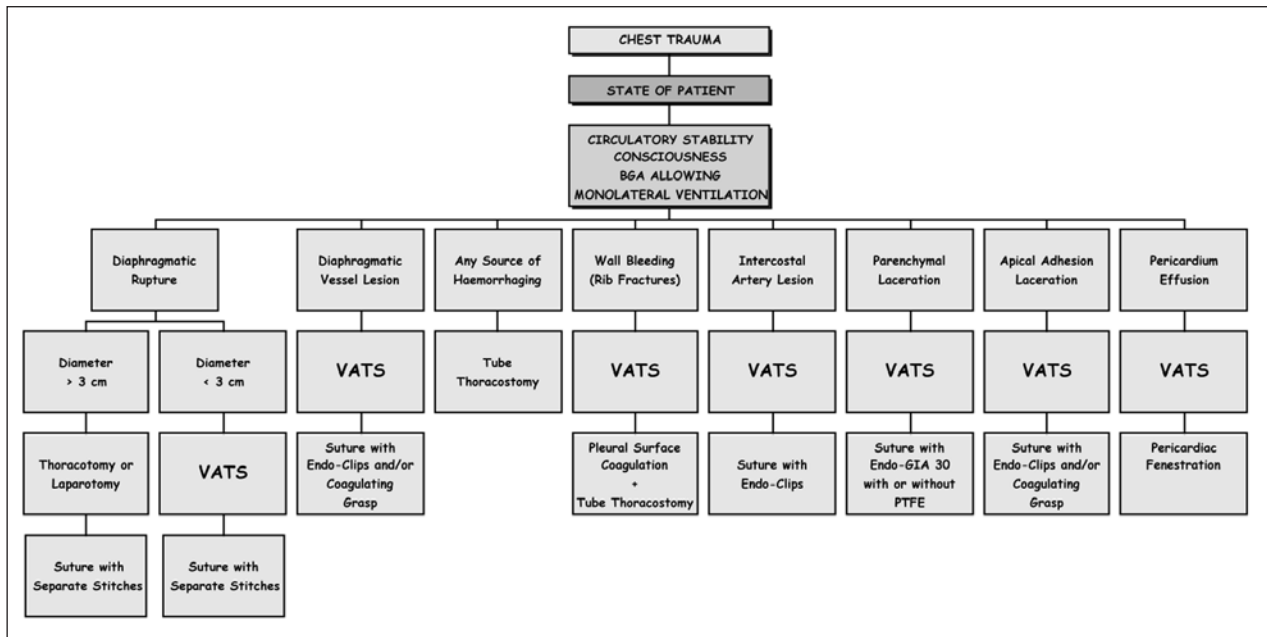 CHEST TRAUMA
STATE OF PATIENT
CIRCULATORY STABILITY
CONSCIOUSNESS
BGA ALLOWING
MONOLATERAL VENTILATION
Diaphragmatic
Rupture
Diaphragmatic
Vessel Lesion
Any Source of
Haemorrhaging
Wall Bleeding
(Rib Fractures)
Intercostal
Artery Lesion
Parenchymal
Laceration
Apical Adhesion
Laceration
Pericardium
Effusion
Diameter
> 3 cm
Diameter
< 3 cm
VATS
Tube
Thoracostomy
VATS
VATS
VATS
VATS
VATS
Thoracotomy or
Laparotomy
VATS
Suture with
Endo-Clips and/or
Coagulating
Grasp
Pleural Surface
Coagulation
+
Tube Thoracostomy
Suture with
Endo-Clips
Suture with
Endo-GIA 30
with or without
PTFE
Suture with
Endo-Clips and/or
Coagulating
Grasp
Pericardiac
Fenestration
Suture with
Separate Stitches
Suture with
Separate Stitches